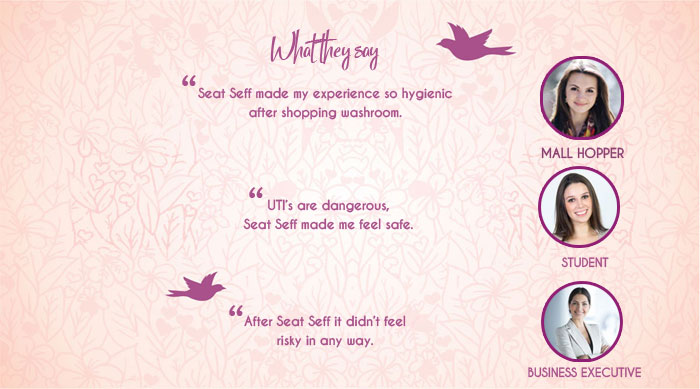 What they say
“Seat Seff made my experience so hygienic
after shopping washroom.
MALL HOPPER
“UTI's are dangerous,
Seat Seff made me feel safe.
STUDENT
“After Seat Seff it didn't feel
risky in any way.
BUSINESS EXECUTIVE